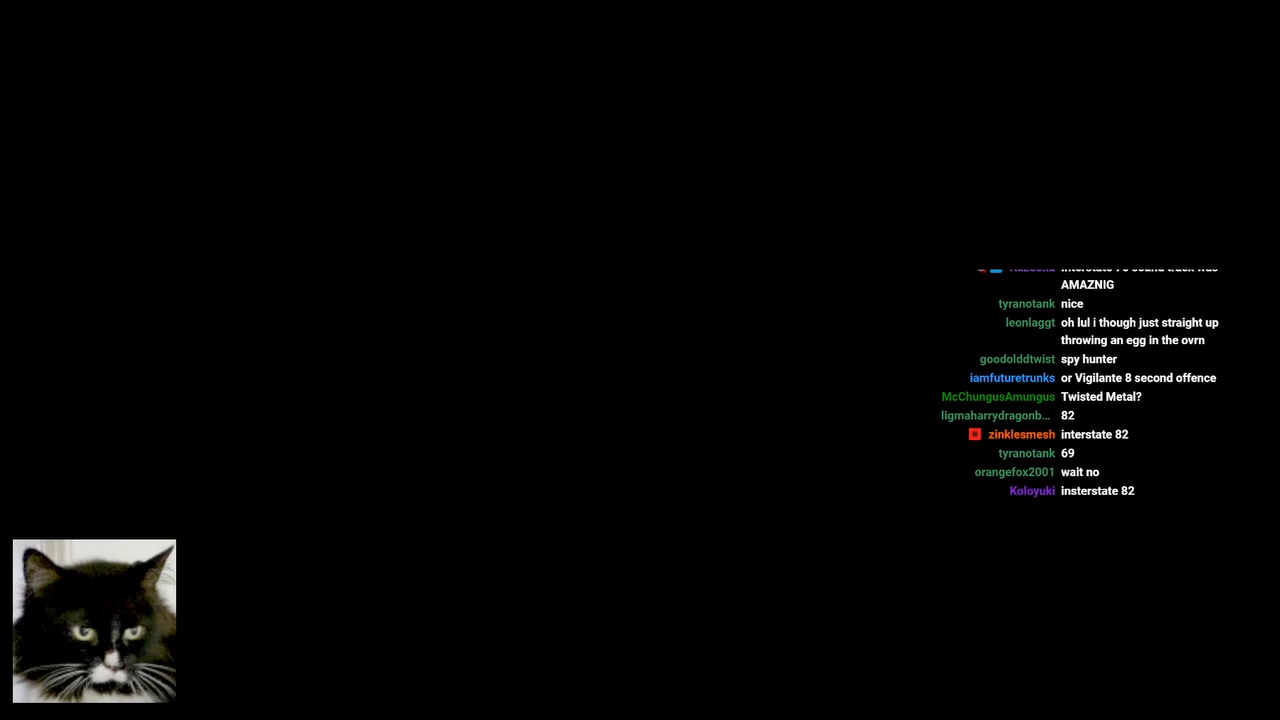 AMAZNIG
tyranotank nice
leonlaggt oh lul i though just straight up
throwing an egg in the ovrn
goodolddtwist spy hunter
iamfuturetrunks or Vigilante 8 second offence
McChungusAmungus Twisted Metal?
ligmaharrydragonb... 82
zinklesmesh interstate 82
tyranotank 69
orangefox2001 wait no
Koloyuki insterstate 82